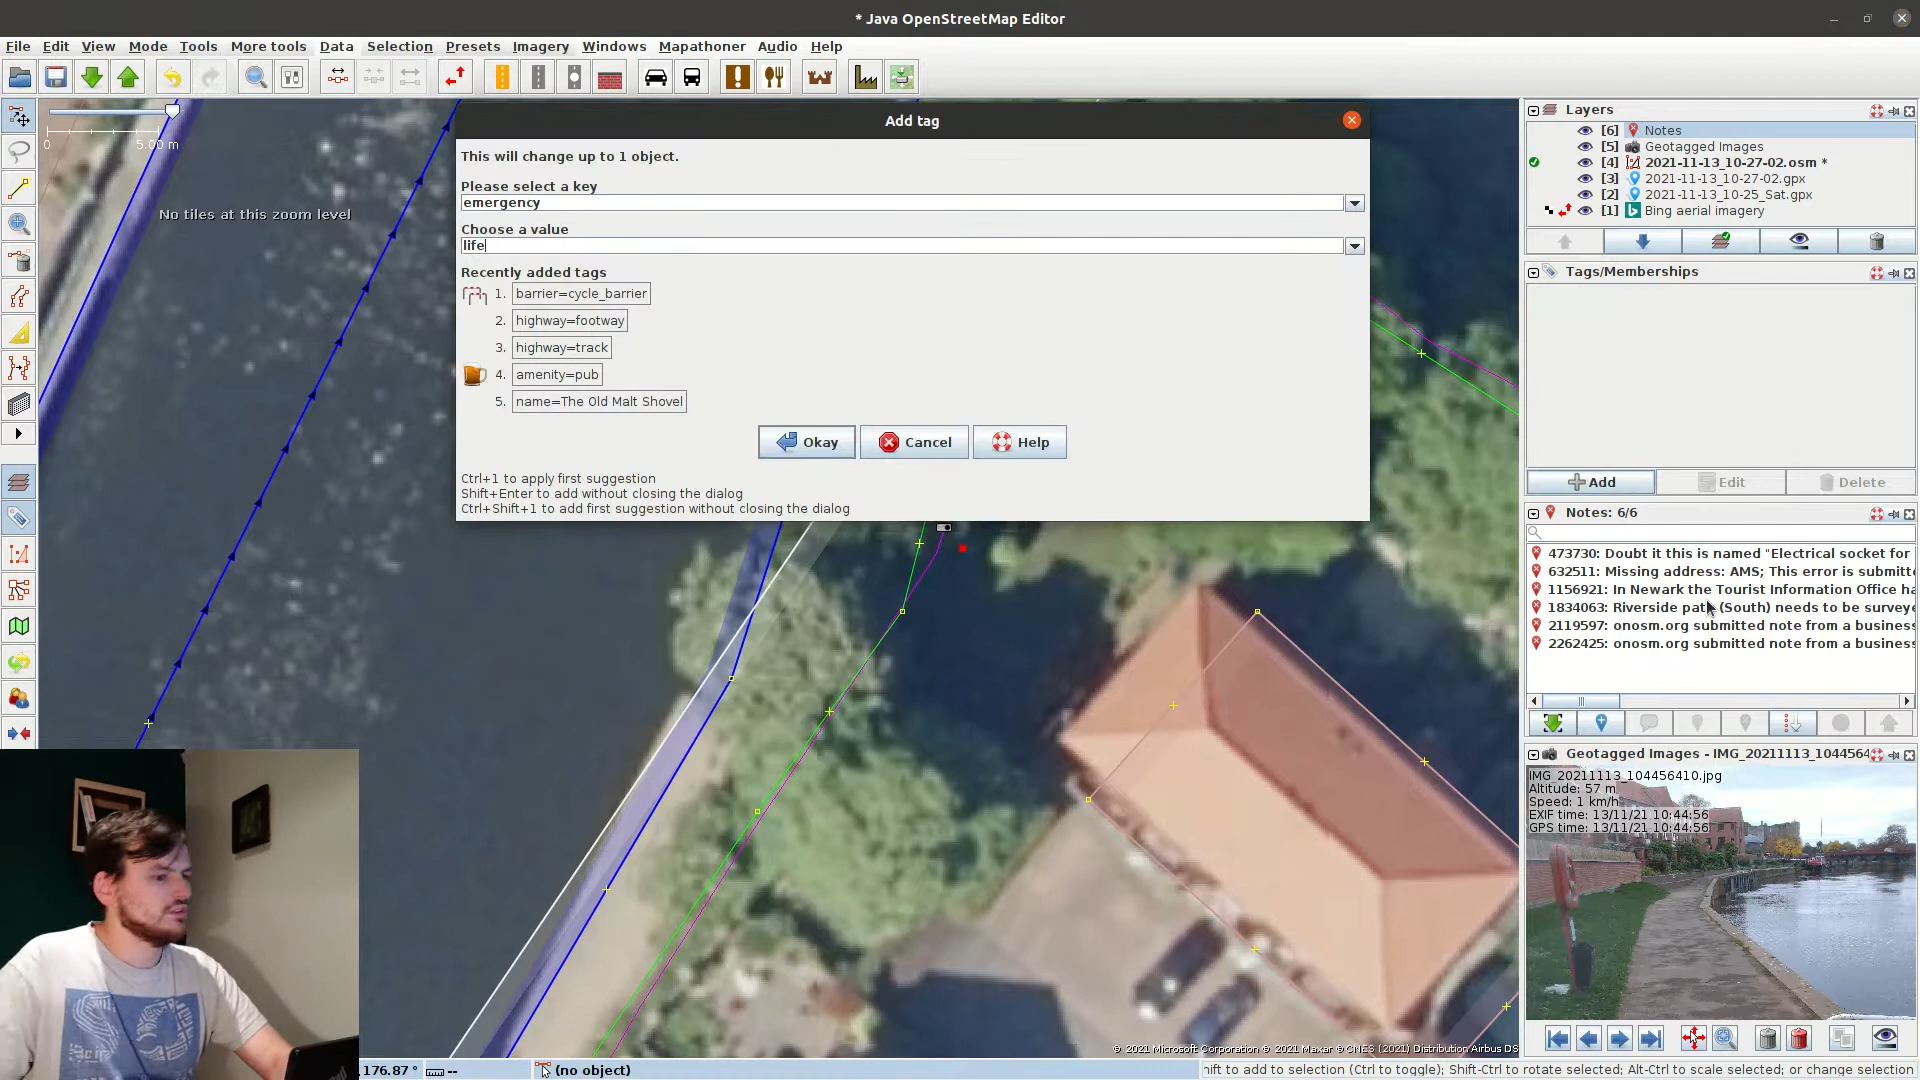 * Java OpenStreetMap Editor
File Edit View Mode Tools More tools Data Selection Presets Imagery Windows Mapathoner Audio Help
0 5.00 m
No tiles at this zoom level
Add tag
This will change up to 1 object.
Please select a key
emergency
Choose a value
life
Recently added tags
1. barrier=cycle_barrier
2. highway=footway
3. highway=track
4. amenity=pub
5. name=The Old Malt Shovel
Okay Cancel Help
Ctrl+1 to apply first suggestion
Shift+Enter to add without closing the dialog
Ctrl+Shift+1 to add first suggestion without closing the dialog
Layers
[6] Notes
[5] Geotagged Images
[4] 2021-11-13_10-27-02.osm *
[3] 2021-11-13_10-27-02.gpx
[2] 2021-11-13_10-25_Sat.gpx
[1] Bing aerial imagery
Tags/Memberships
Add Edit Delete
Notes: 6/6
473730: Doubt it this is named "Electrical socket for
632511: Missing address: AMS; This error is submitte
1156921: In Newark the Tourist Information Office ha
1834063: Riverside path (South) needs to be surveye
2119597: onosm.org submitted note from a business
2262425: onosm.org submitted note from a business
Geotagged Images - IMG_20211113_1044564
IMG_20211113_104456410.jpg
Altitude: 57 m
Speed: 1 km/h
EXIF time: 13/11/21 10:44:56
GPS time: 13/11/21 10:44:56
© 2021 Microsoft Corporation © 2021 Maxar ©CNES (2021) Distribution Airbus DS
176.87° -- (no object)
hift to add to selection (Ctrl to toggle); Shift-Ctrl to rotate selected; Alt-Ctrl to scale selected; or change selection